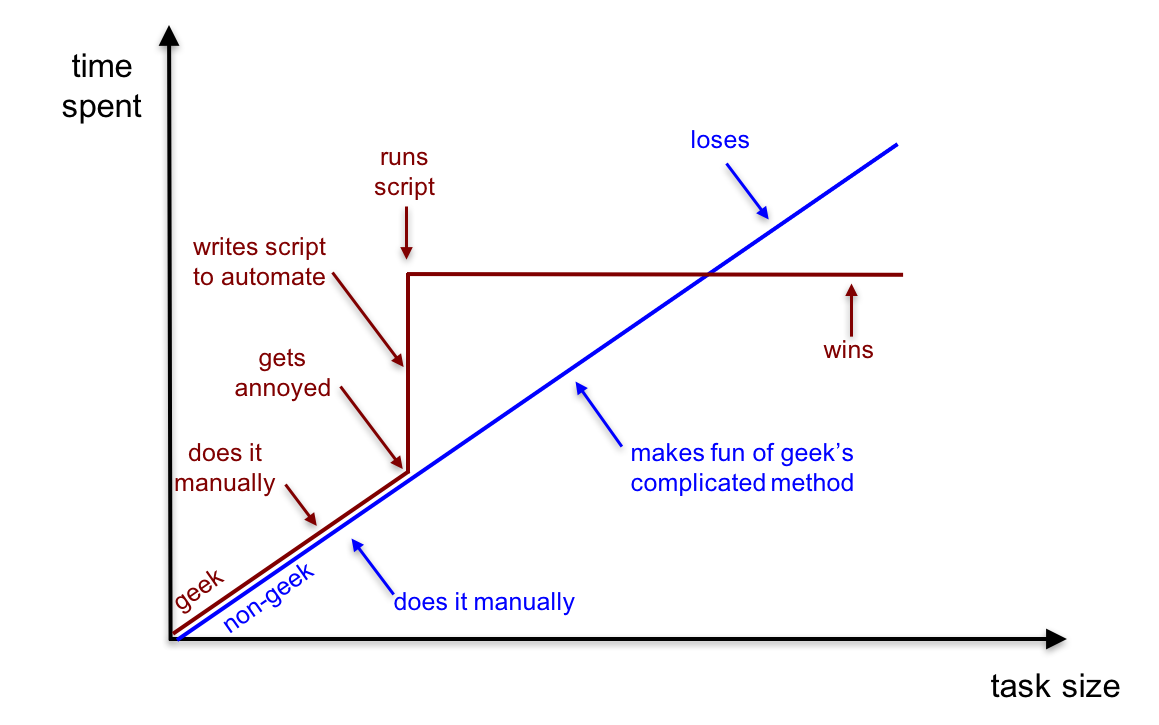 time
spent
loses
runs
script
writes script
to automate
gets
annoyed
wins
does it
manually
makes fun of geek’s
complicated method
geek
non-geek
does it manually
task size